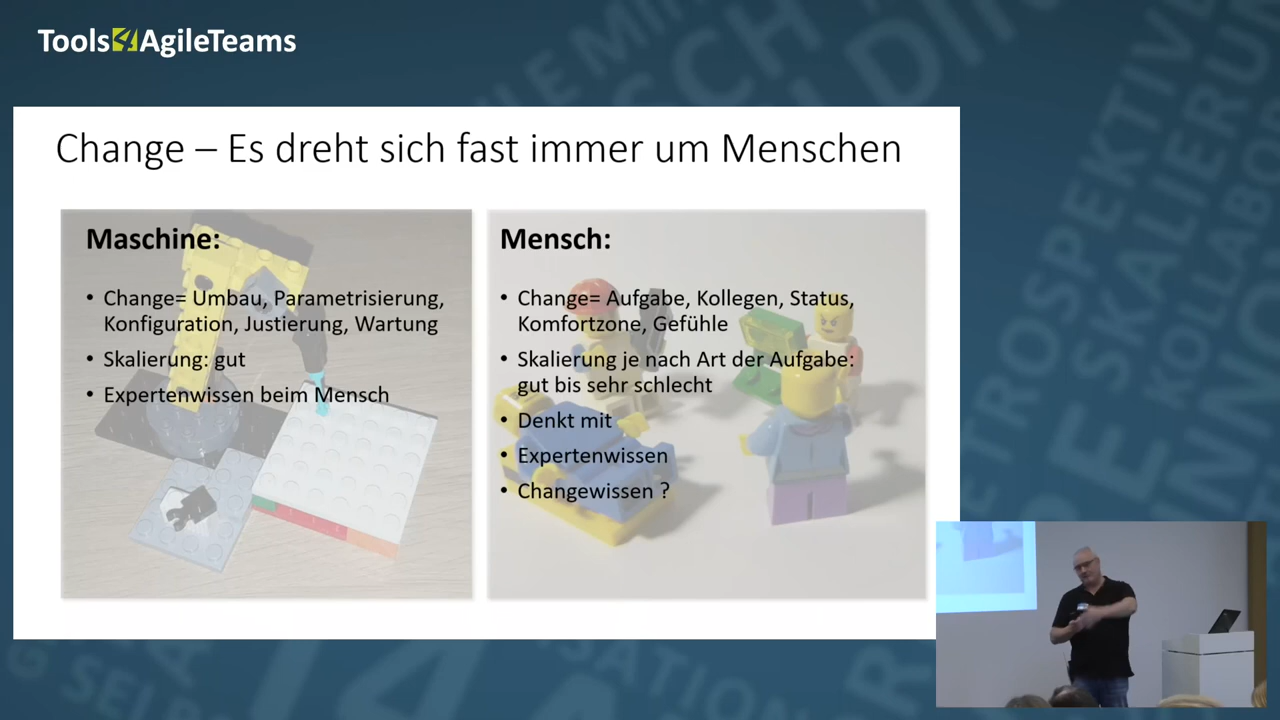 Tools4AgileTeams
Change – Es dreht sich fast immer um Menschen
Maschine:
• Change= Umbau, Parametrisierung,
Konfiguration, Justierung, Wartung
• Skalierung: gut
• Expertenwissen beim Mensch
Mensch:
• Change= Aufgabe, Kollegen, Status,
Komfortzone, Gefühle
• Skalierung je nach Art der Aufgabe:
gut bis sehr schlecht
• Denkt mit
• Expertenwissen
• Changewissen ?